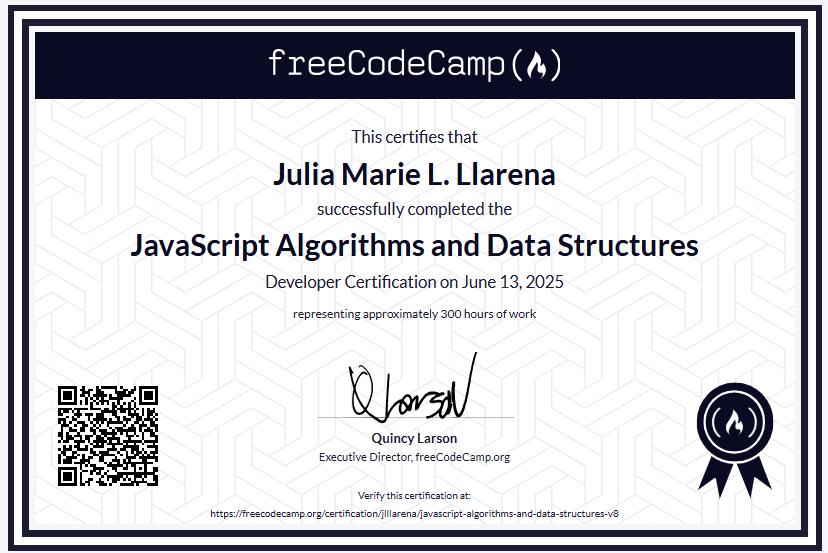 freeCodeCamp
This certifies that
Julia Marie L. Llarena
successfully completed the
JavaScript Algorithms and Data Structures
Developer Certification on June 13, 2025
representing approximately 300 hours of work
QLarson
Quincy Larson
Executive Director, freeCodeCamp.org
Verify this certification at:
https://freecodecamp.org/certification/jlllarena/javascript-algorithms-and-data-structures-v8